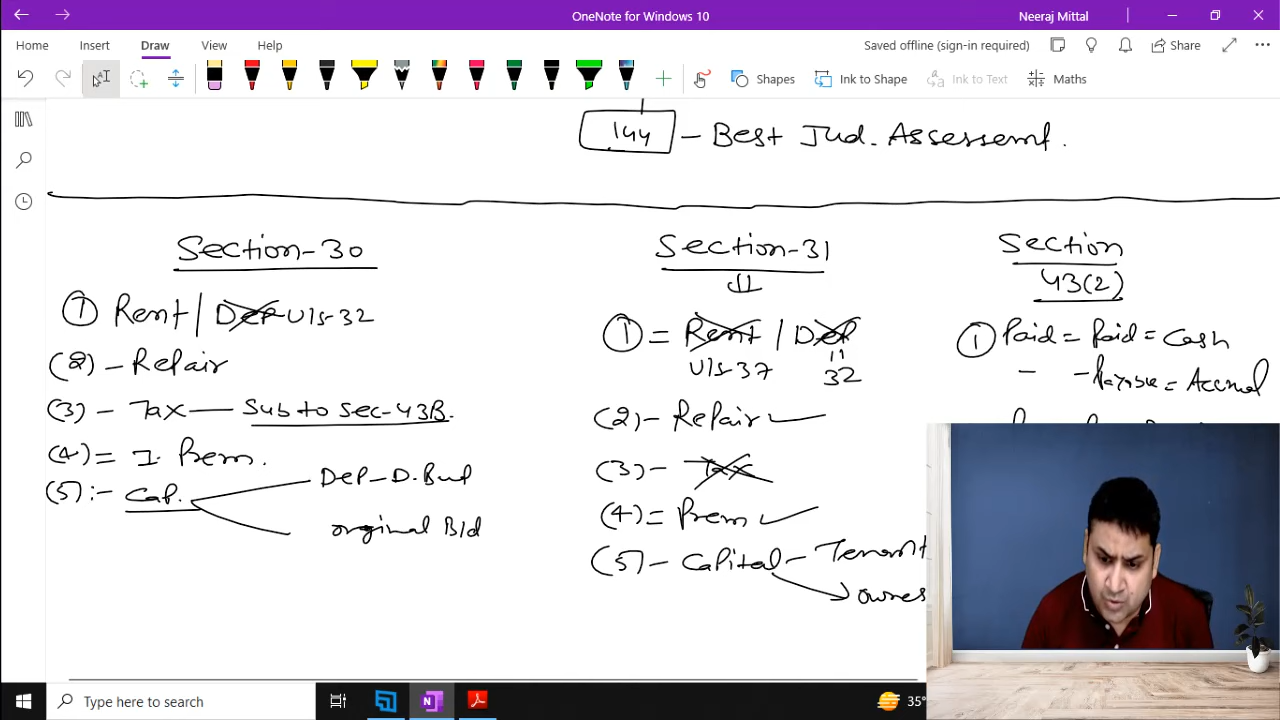 OneNote for Windows 10
Neeraj Mittal
Home Insert Draw View Help
Saved offline (sign in required)
Share
Shapes Ink to Shape Ink to Text Maths
144 - Best Jud. Assessemt.
Section-30
① Rent / Dep U/s-32
(2) - Repair
(3) - Tax — Sub to Sec-43B.
(4) = I. Prem.
(5) :- Cap.
Dep - D. Bud
orginal Bld
Section-31
① = Rent / Dep
U/s-37 32
(2) - Repair
(3) - Tax
(4) = Prem
(5) - Capital - Tenant
owner
Section
43(2)
① Paid = Paid = Cash
- - Payable = Accrual
Type here to search
35°